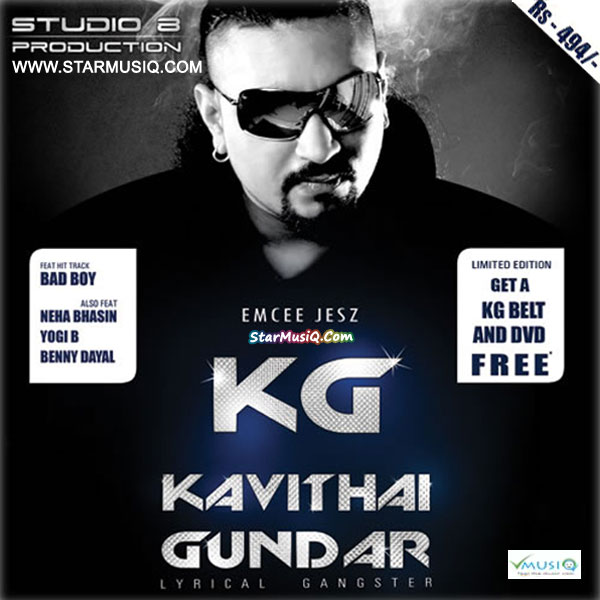 STUDIO 8
PRODUCTION
WWW.STARMUSIQ.COM
RS - 494/-
FEAT HIT TRACK
BAD BOY
ALSO FEAT
NEHA BHASIN
YOGI B
BENNY DAYAL
LIMITED EDITION
GET A
KG BELT
AND DVD
FREE*
EMCEE JESZ
StarMusiQ.Com
KG
KAVITHAI
GUNDAR
LYRICAL GANGSTER
VMUSIQ